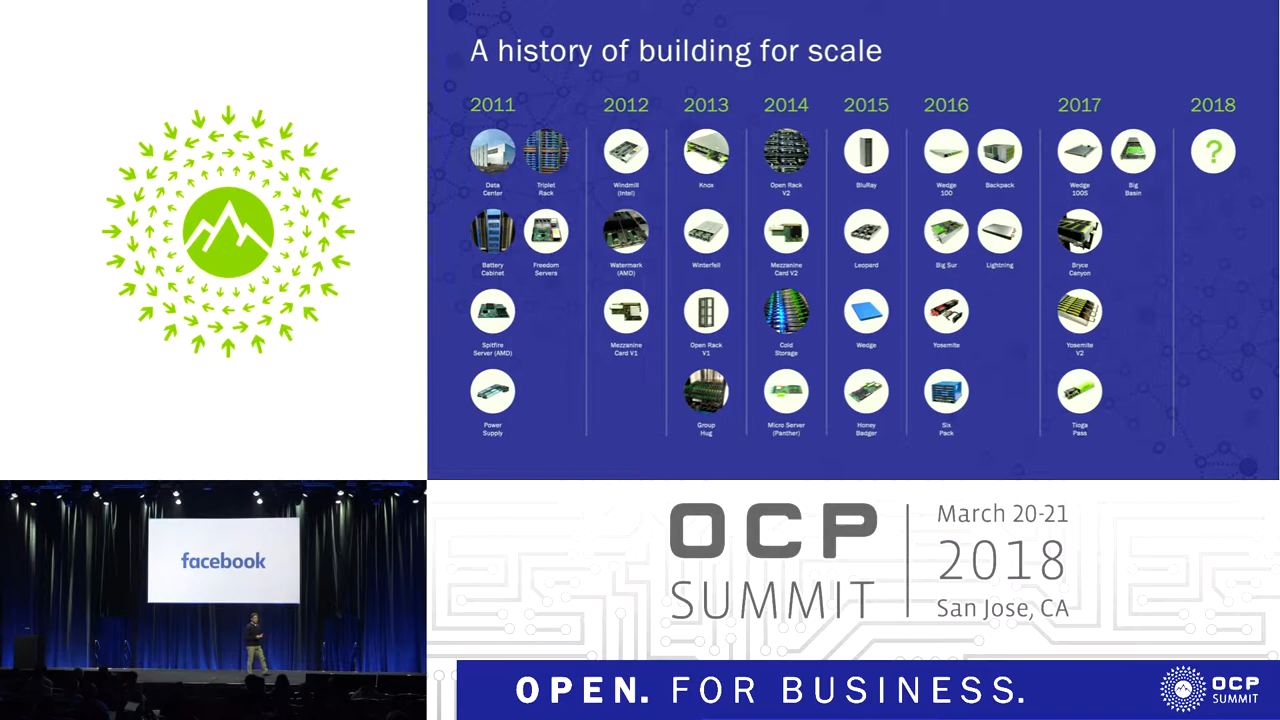 A history of building for scale
2011 2012 2013 2014 2015 2016 2017 2018
Data Center
Triplet Rack
Windmill (Intel)
Knox
Open Rack V2
BluRay
Wedge 100
Backpack
Wedge 100S
Big Basin
?
Battery Cabinet
Freedom Servers
Watermark (AMD)
Winterfell
Mezzanine Card V2
Leopard
Big Sur
Lightning
Bryce Canyon
Spitfire Server (AMD)
Mezzanine Card V1
Open Rack V1
Cold Storage
Wedge
Yosemite
Yosemite V2
Power Supply
Group Hug
Micro Server (Panther)
Honey Badger
Six Pack
Tioga Pass
facebook
OCP
SUMMIT
March 20-21
2018
San Jose, CA
OPEN. FOR BUSINESS.
OCP
SUMMIT